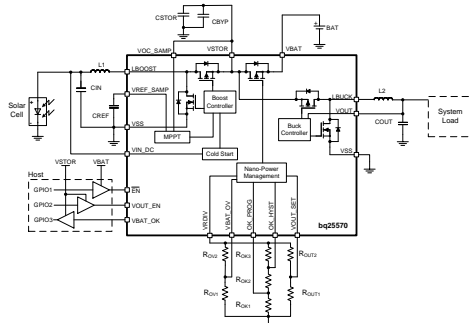 CSTOR
CBYP
BAT
VOC_SAMP
VSTOR
VBAT
L1
LBOOST
CIN
VREF_SAMP
Boost
Controller
LBUCK
L2
Solar
Cell
CREF
VOUT
System
Load
VSS
MPPT
Buck
Controller
COUT
VIN_DC
Cold Start
VSS
VSTOR
VBAT
Host
Nano-Power
Management
GPIO1
EN
GPIO2
VOUT_EN
GPIO3
VBAT_OK
VRDIV
VBAT_OV
OK_PROG
OK_HYST
VOUT_SET
bq25570
ROV2
ROK3
ROUT2
ROK2
ROV1
ROUT1
ROK1